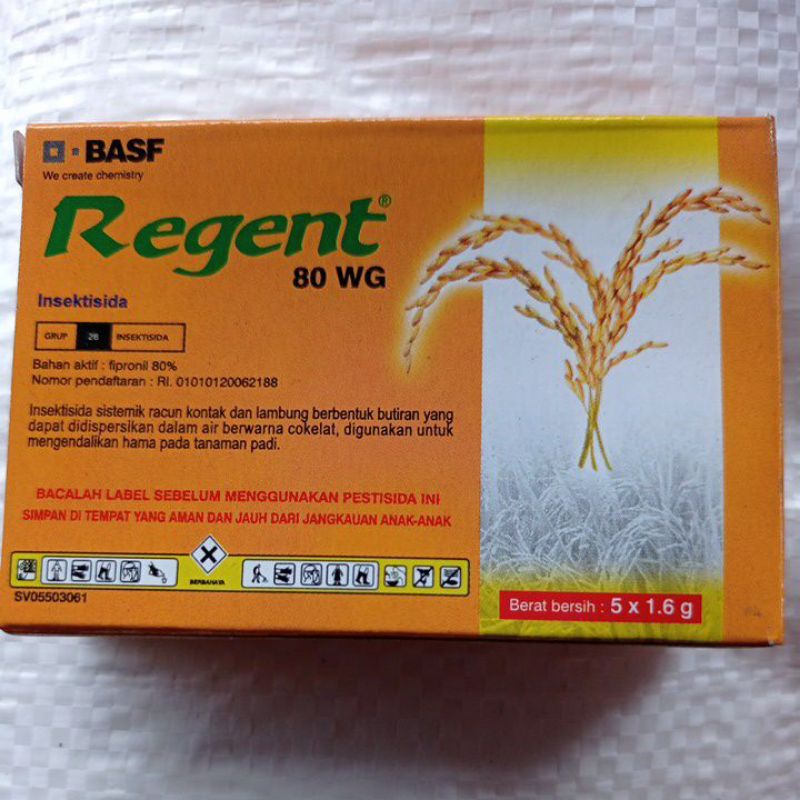 BASF
We create chemistry
Regent®
80 WG
Insektisida
GRUP 2B INSEKTISIDA
Bahan aktif : fipronil 80%
Nomor pendaftaran : RI. 01010120062188
Insektisida sistemik racun kontak dan lambung berbentuk butiran yang
dapat didispersikan dalam air berwarna cokelat, digunakan untuk
mengendalikan hama pada tanaman padi.
BACALAH LABEL SEBELUM MENGGUNAKAN PESTISIDA INI
SIMPAN DI TEMPAT YANG AMAN DAN JAUH DARI JANGKAUAN ANAK-ANAK
BERBAHAYA
SV05503061
Berat bersih : 5 x 1.6 g